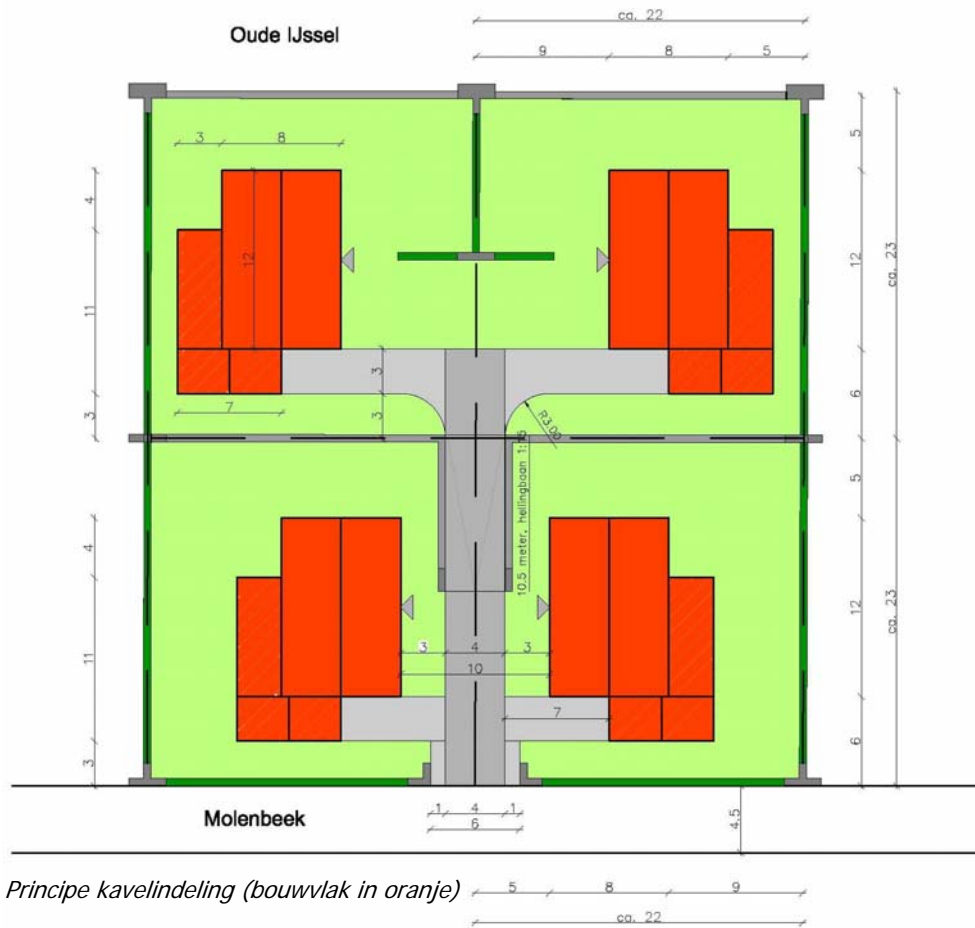 ca. 22
Oude IJssel
9 8 5
3 8
5
4
12
12
ca. 23
11
3
6
3
3
7
R3.00
10.5 meter, hellingbaan 1:15
5
4
12
ca. 23
3 4 3
11
10
7
6
3
1 4 1
Molenbeek
6
4.5
Principe kavelindeling (bouwvlak in oranje)
5 8 9
ca. 22